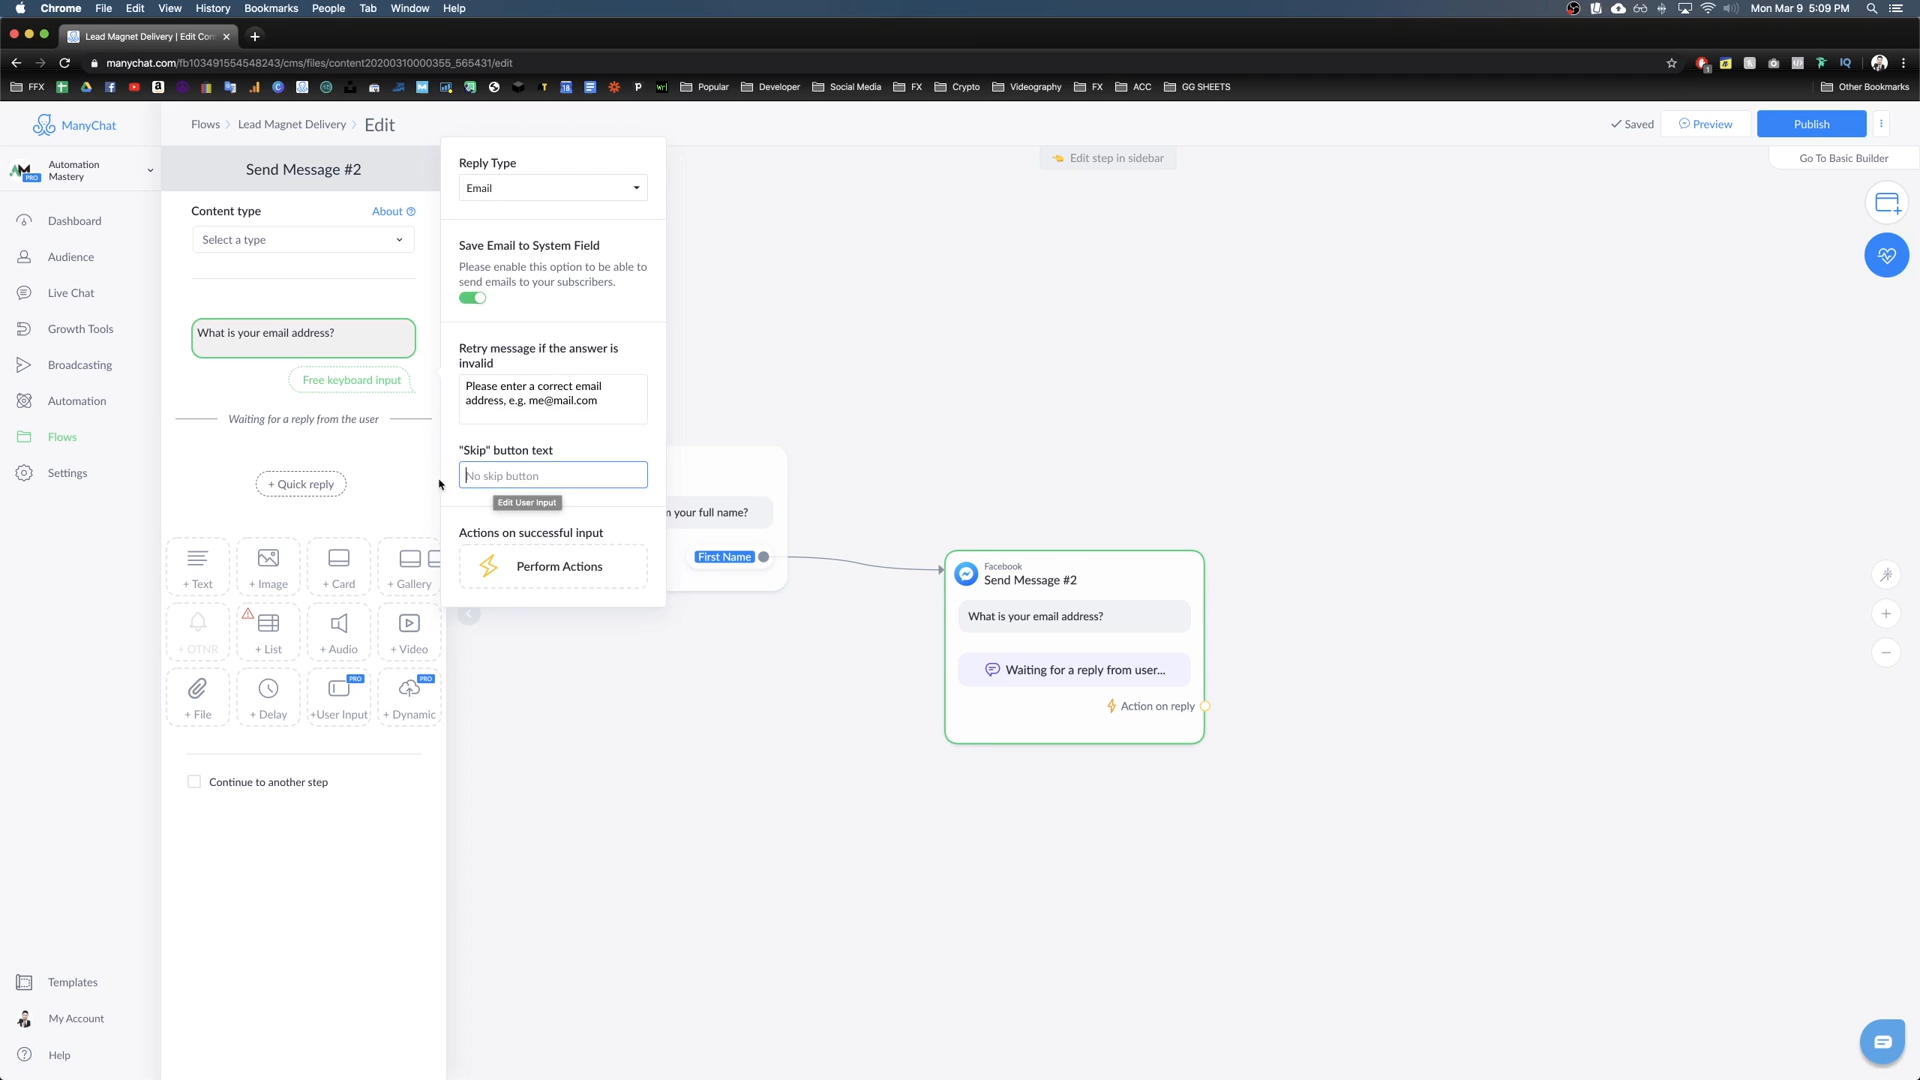 Chrome File Edit View History Bookmarks People Tab Window Help
Mon Mar 9 5:09 PM
Lead Magnet Delivery | Edit Con
manychat.com/fb103491554548243/cms/files/content20200310000355_565431/edit
FFX
Popular
Developer
Social Media
FX
Crypto
Videography
FX
ACC
GG SHEETS
Other Bookmarks
ManyChat
Flows
Lead Magnet Delivery
Edit
Saved
Preview
Publish
Automation
Mastery
PRO
Send Message #2
Edit step in sidebar
Go To Basic Builder
Dashboard
Audience
Live Chat
Growth Tools
Broadcasting
Automation
Flows
Settings
Templates
My Account
Help
Content type
About
Select a type
What is your email address?
Free keyboard input
Waiting for a reply from the user
+ Quick reply
+ Text
+ Image
+ Card
+ Gallery
+ OTNR
+ List
+ Audio
+ Video
PRO
PRO
+ File
+ Delay
+User Input
+ Dynamic
Continue to another step
Reply Type
Email
Save Email to System Field
Please enable this option to be able to
send emails to your subscribers.
Retry message if the answer is
invalid
Please enter a correct email
address, e.g. me@mail.com
"Skip" button text
No skip button
Edit User Input
Actions on successful input
Perform Actions
your full name?
First Name
Facebook
Send Message #2
What is your email address?
Waiting for a reply from user...
Action on reply